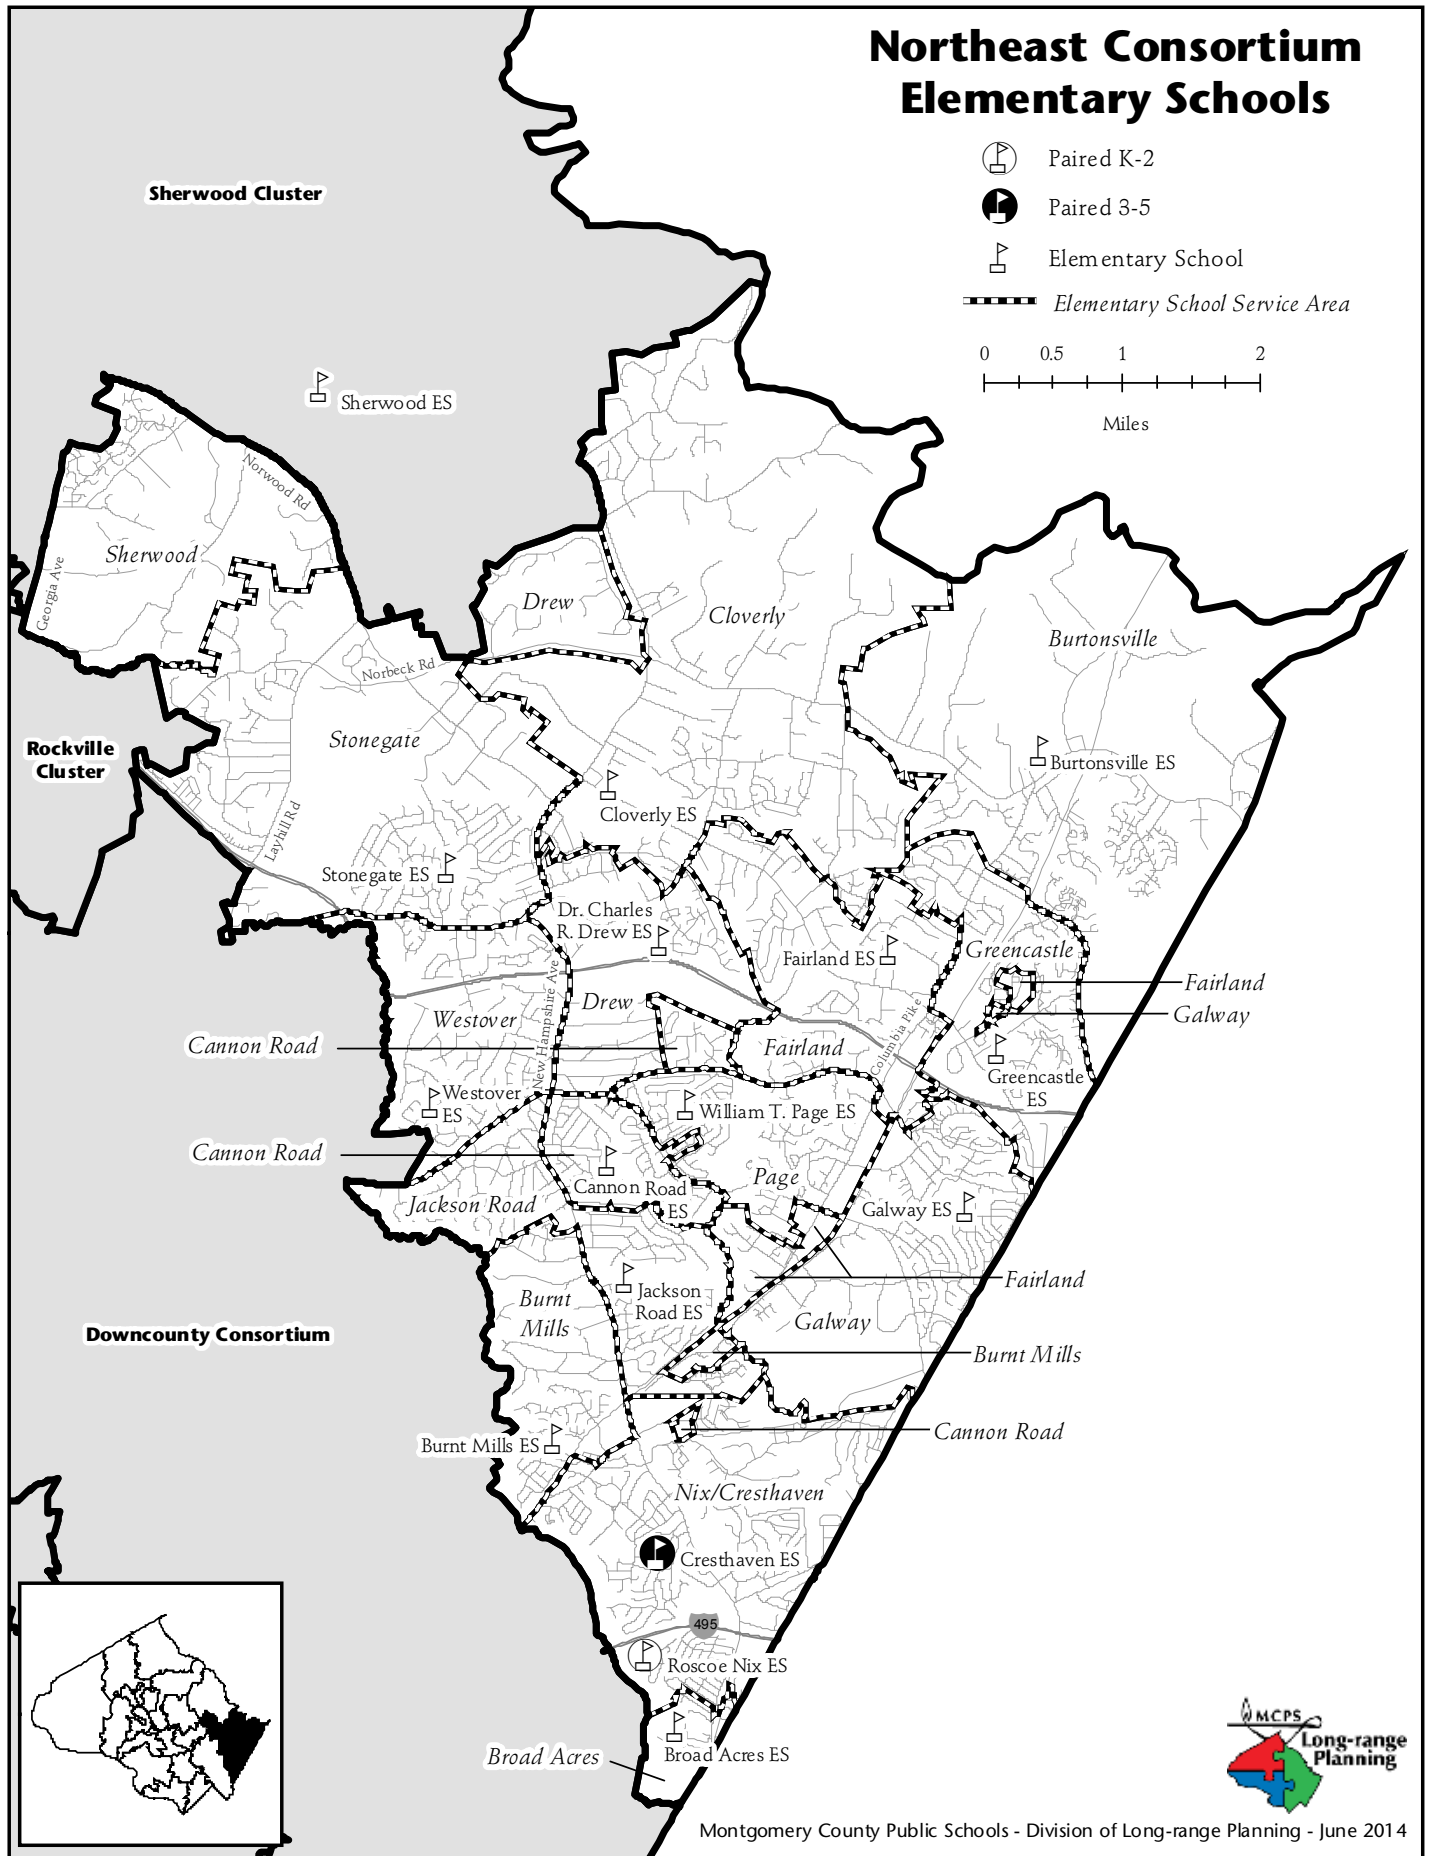 Northeast Consortium
Elementary Schools
Paired K-2
Paired 3-5
Elementary School
Elementary School Service Area
0 0.5 1 2
Miles
Sherwood Cluster
Sherwood ES
Norwood Rd
Sherwood
Georgia Ave
Drew
Cloverly
Burtonsville
Norbeck Rd
Stonegate
Rockville
Cluster
Burtonsville ES
Cloverly ES
Layhill Rd
Stonegate ES
Dr. Charles
R. Drew ES
Fairland ES
Greencastle
Fairland
Galway
Drew
New Hampshire Ave
Westover
Columbia Pike
Cannon Road
Fairland
Greencastle
ES
Westover
ES
William T. Page ES
Cannon Road
Page
Cannon Road
ES
Jackson Road
Galway ES
Fairland
Jackson
Road ES
Burnt
Mills
Galway
Downcounty Consortium
Burnt Mills
Cannon Road
Burnt Mills ES
Nix/Cresthaven
Cresthaven ES
495
Roscoe Nix ES
Broad Acres
Broad Acres ES
MCPS
Long-range
Planning
Montgomery County Public Schools - Division of Long-range Planning - June 2014